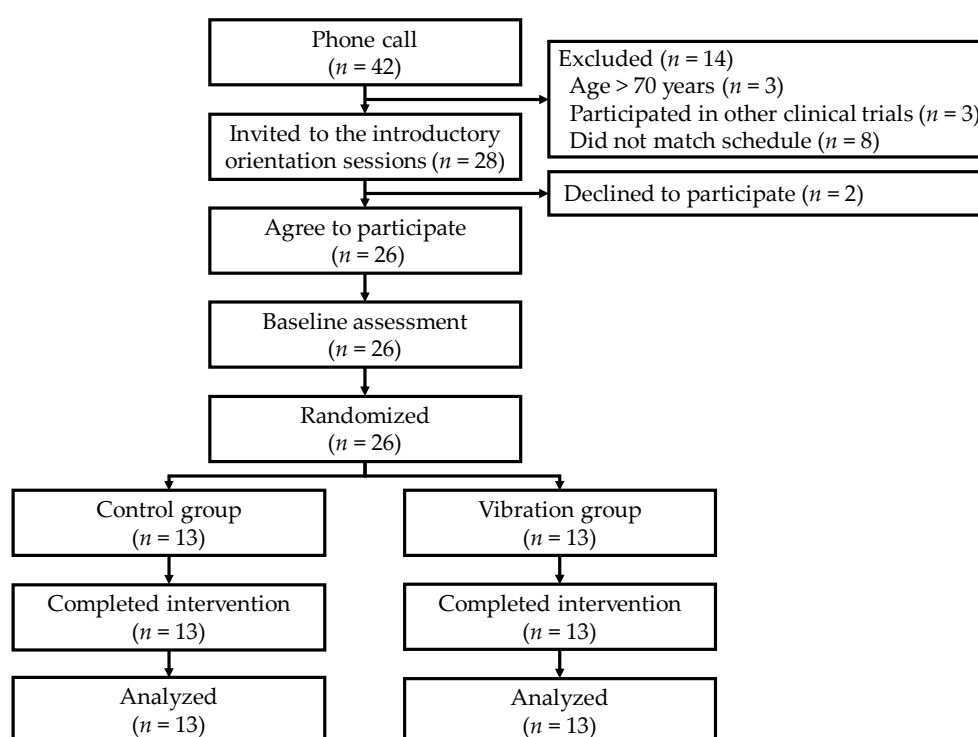 Phone call
(n = 42)
Excluded (n = 14)
Age > 70 years (n = 3)
Participated in other clinical trials (n = 3)
Did not match schedule (n = 8)
Invited to the introductory
orientation sessions (n = 28)
Declined to participate (n = 2)
Agree to participate
(n = 26)
Baseline assessment
(n = 26)
Randomized
(n = 26)
Control group
(n = 13)
Vibration group
(n = 13)
Completed intervention
(n = 13)
Completed intervention
(n = 13)
Analyzed
(n = 13)
Analyzed
(n = 13)